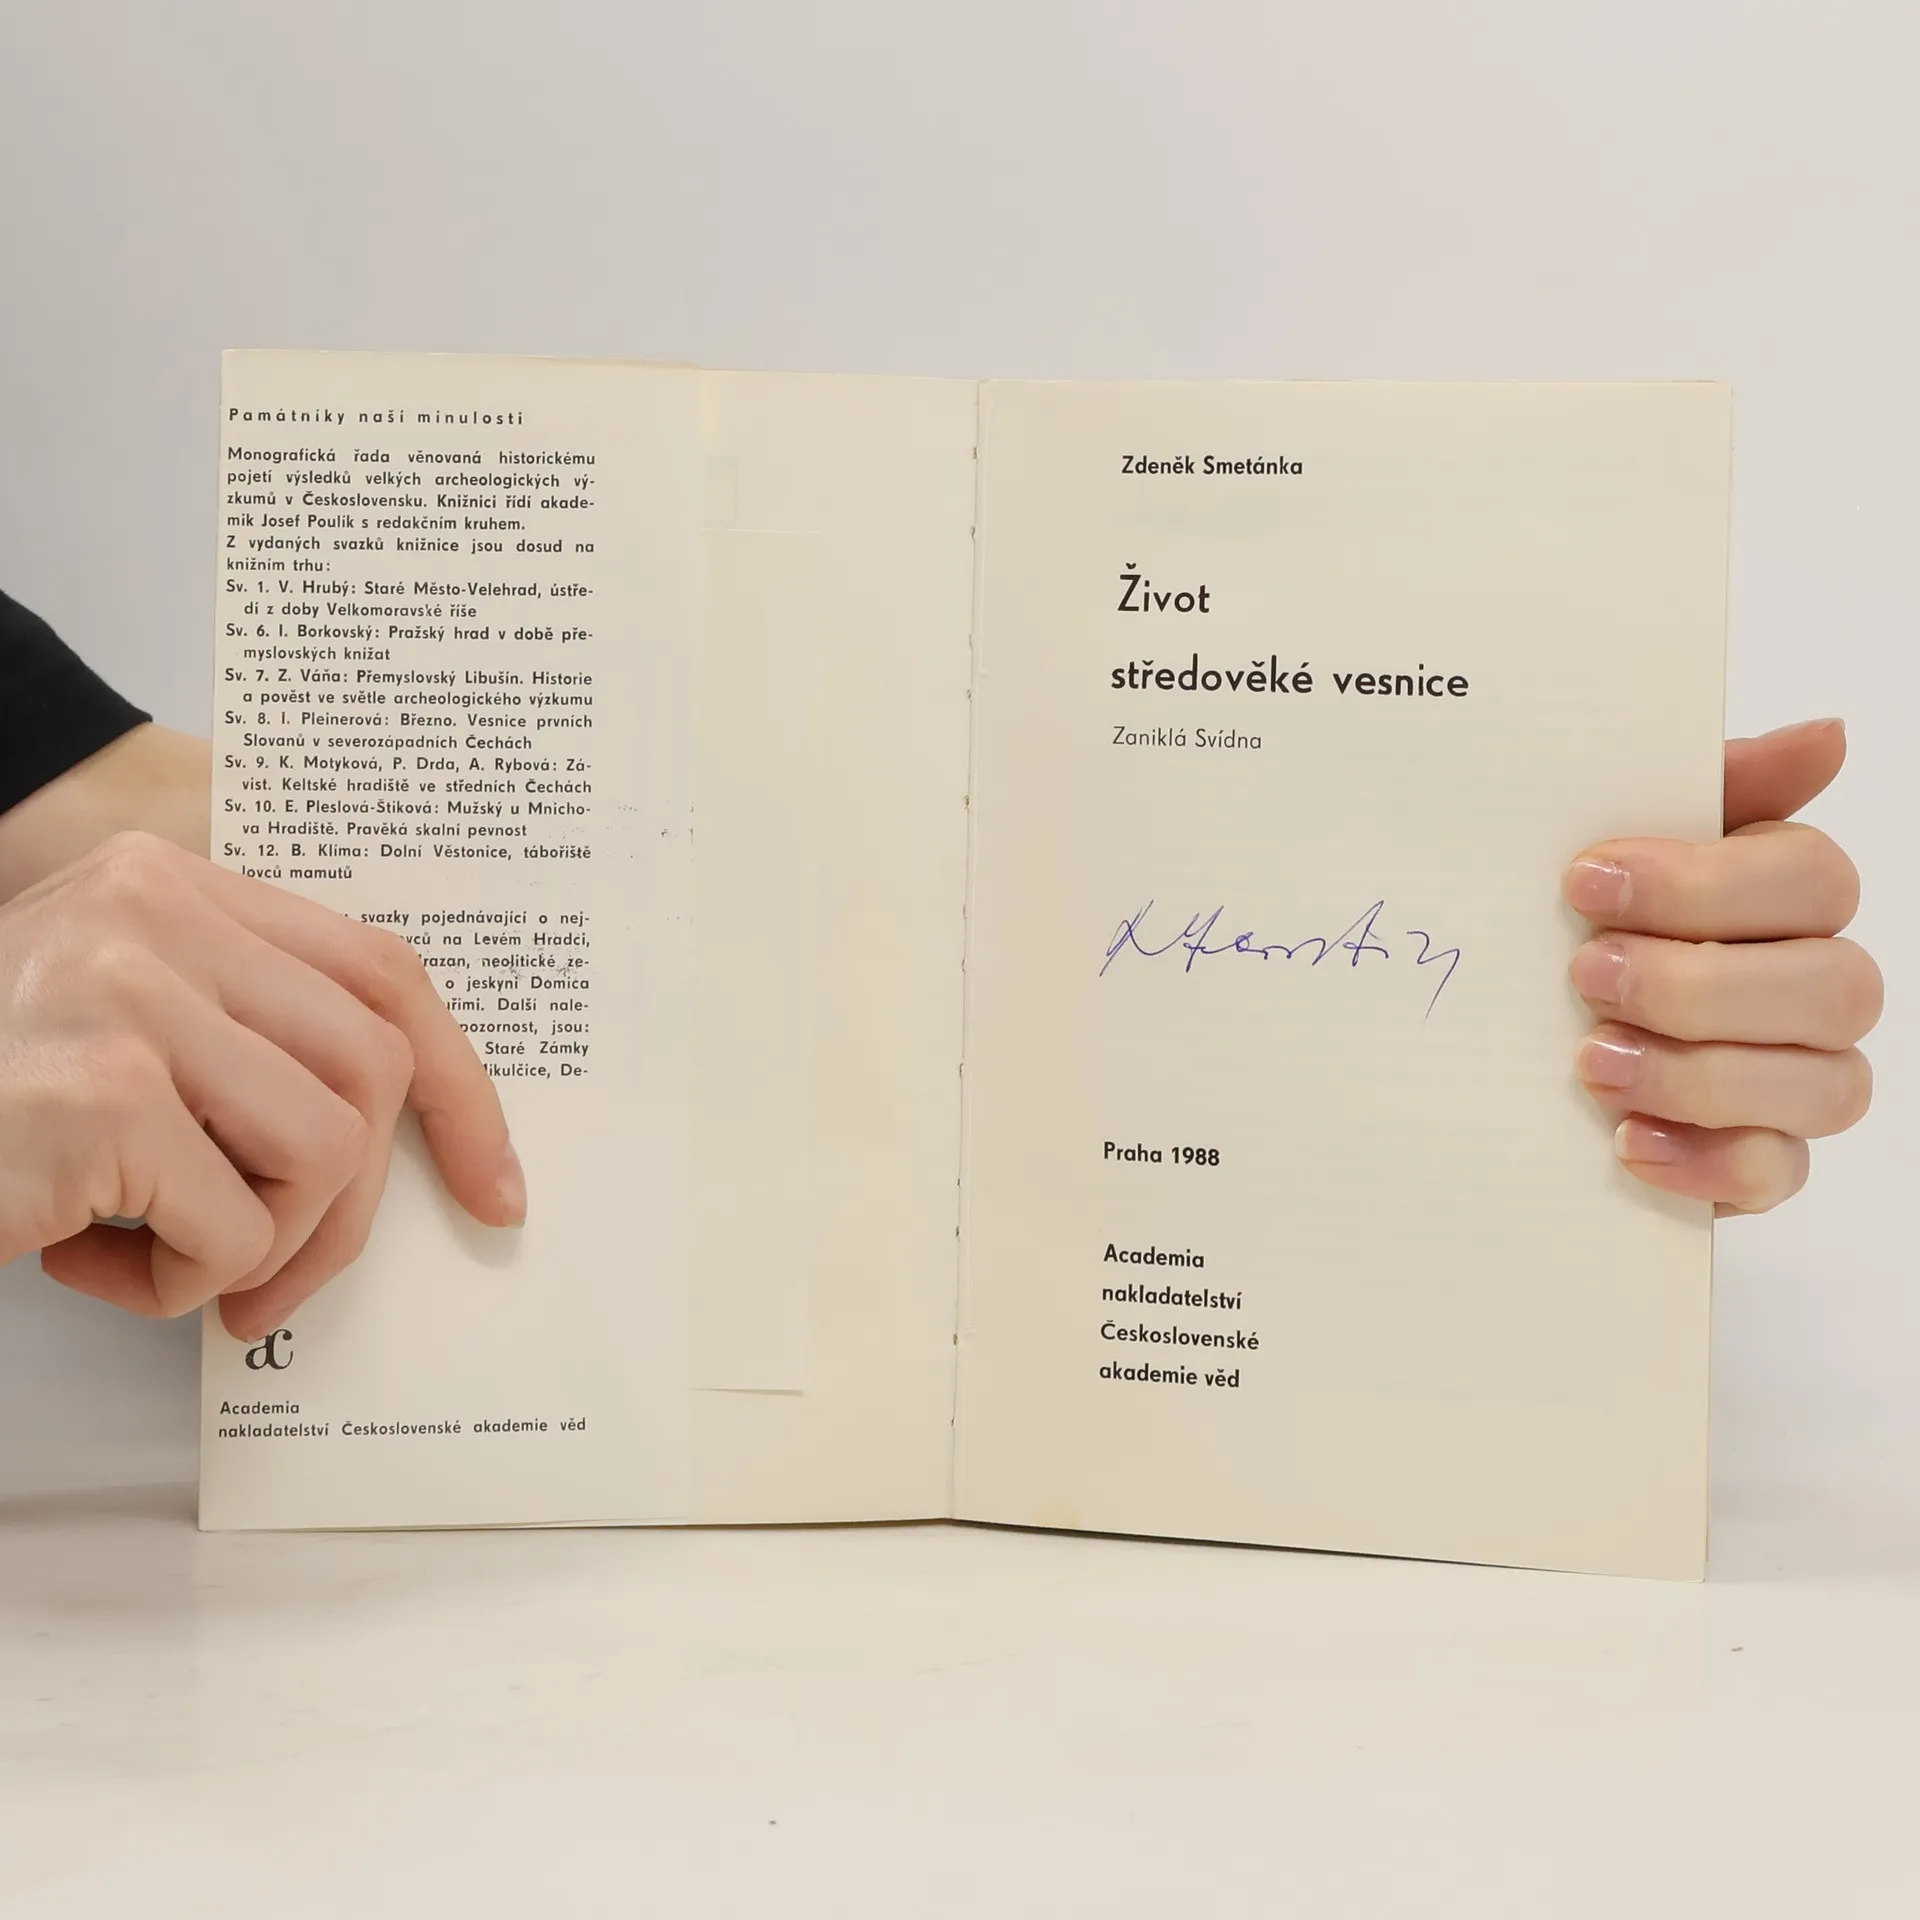 Památníky naší minulosti
Monografická řada věnovaná historickému
pojetí výsledků velkých archeologických vý-
zkumů v Československu. Knižnici řídí akade-
mik Josef Poulík s redakčním kruhem.
Z vydaných svazků knižnice jsou dosud na
knižním trhu:
Sv. 1. V. Hrubý: Staré Město-Velehrad, ústře-
dí z doby Velkomoravské říše
Sv. 6. I. Borkovský: Pražský hrad v době pře-
myslovských knížat
Sv. 7. Z. Váňa: Přemyslovský Libušín. Historie
a pověst ve světle archeologického výzkumu
Sv. 8. I. Pleinerová: Březno. Vesnice prvních
Slovanů v severozápadních Čechách
Sv. 9. K. Motyková, P. Drda, A. Rybová: Zá-
vist. Keltské hradiště ve středních Čechách
Sv. 10. E. Pleslová-Štiková: Mužský u Mnicho-
va Hradiště. Pravěká skalní pevnost
Sv. 12. B. Klíma: Dolní Věstonice, tábořiště
lovců mamutů
svazky pojednávající o nej-
na Levém Hradci,
neolitické ze-
o jeskyni Domica
Další nale-
pozornost, jsou:
Staré Zámky
De-
ac
Academia
nakladatelství Československé akademie věd
Zdeněk Smetánka
Život
středověké vesnice
Zaniklá Svídna
Praha 1988
Academia
nakladatelství
Československé
akademie věd